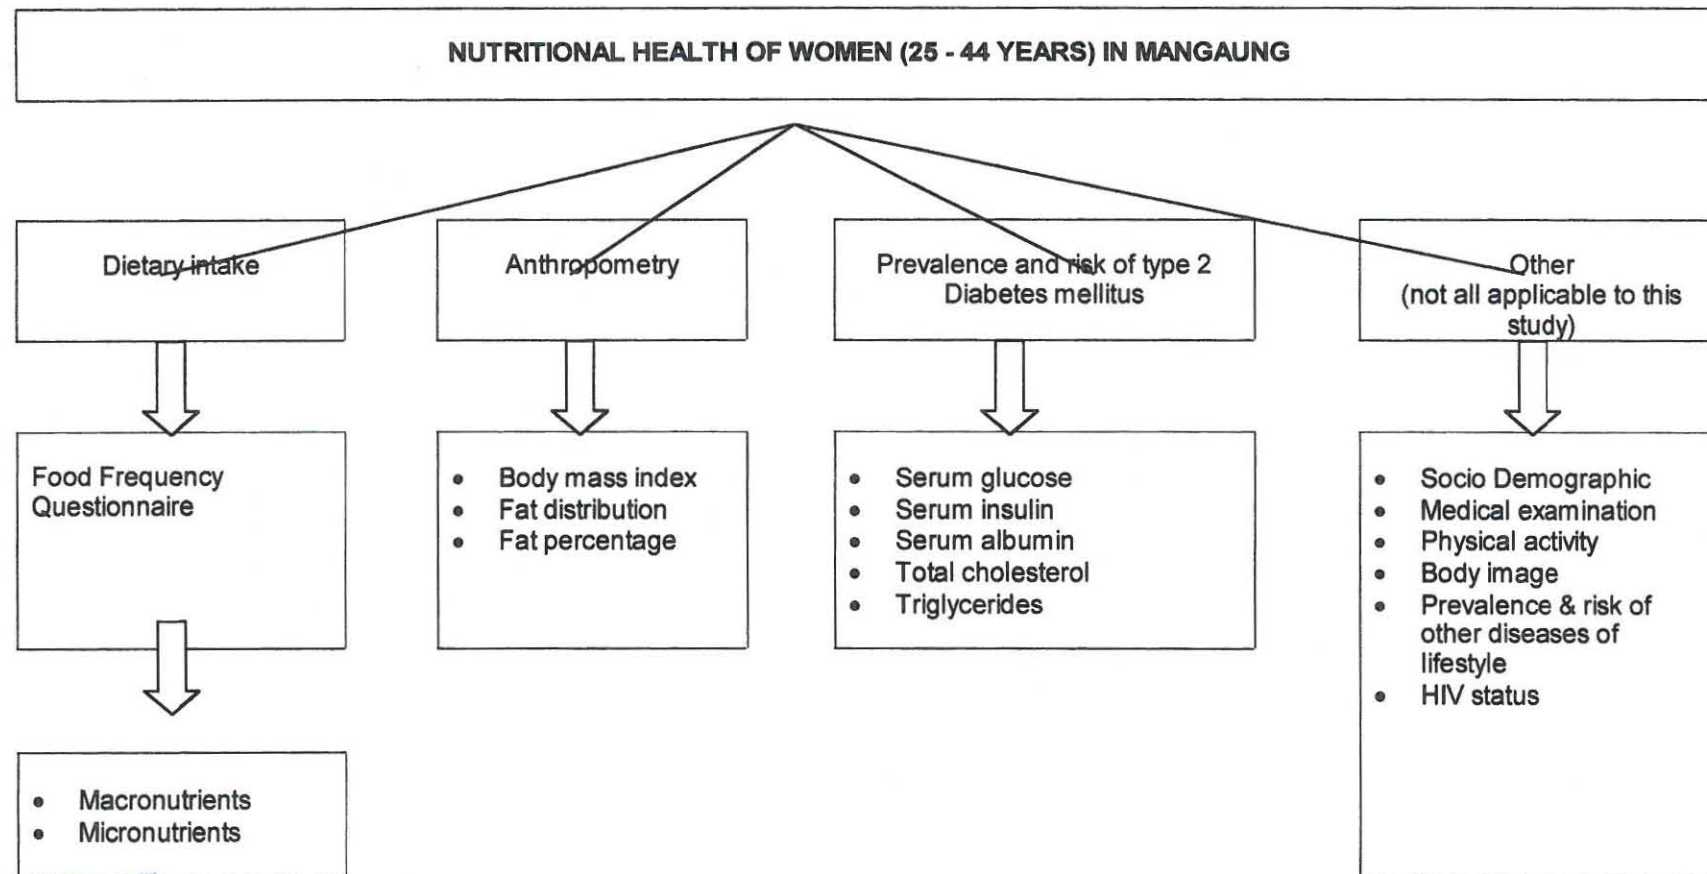 NUTRITIONAL HEALTH OF WOMEN (25 - 44 YEARS) IN MANGAUNG
Dietary intake
Anthropometry
Prevalence and risk of type 2
Diabetes mellitus
Other
(not all applicable to this
study)
Food Frequency
Questionnaire
• Body mass index
• Fat distribution
• Fat percentage
• Serum glucose
• Serum insulin
• Serum albumin
• Total cholesterol
• Triglycerides
• Socio Demographic
• Medical examination
• Physical activity
• Body image
• Prevalence & risk of
other diseases of
lifestyle
• HIV status
• Macronutrients
• Micronutrients